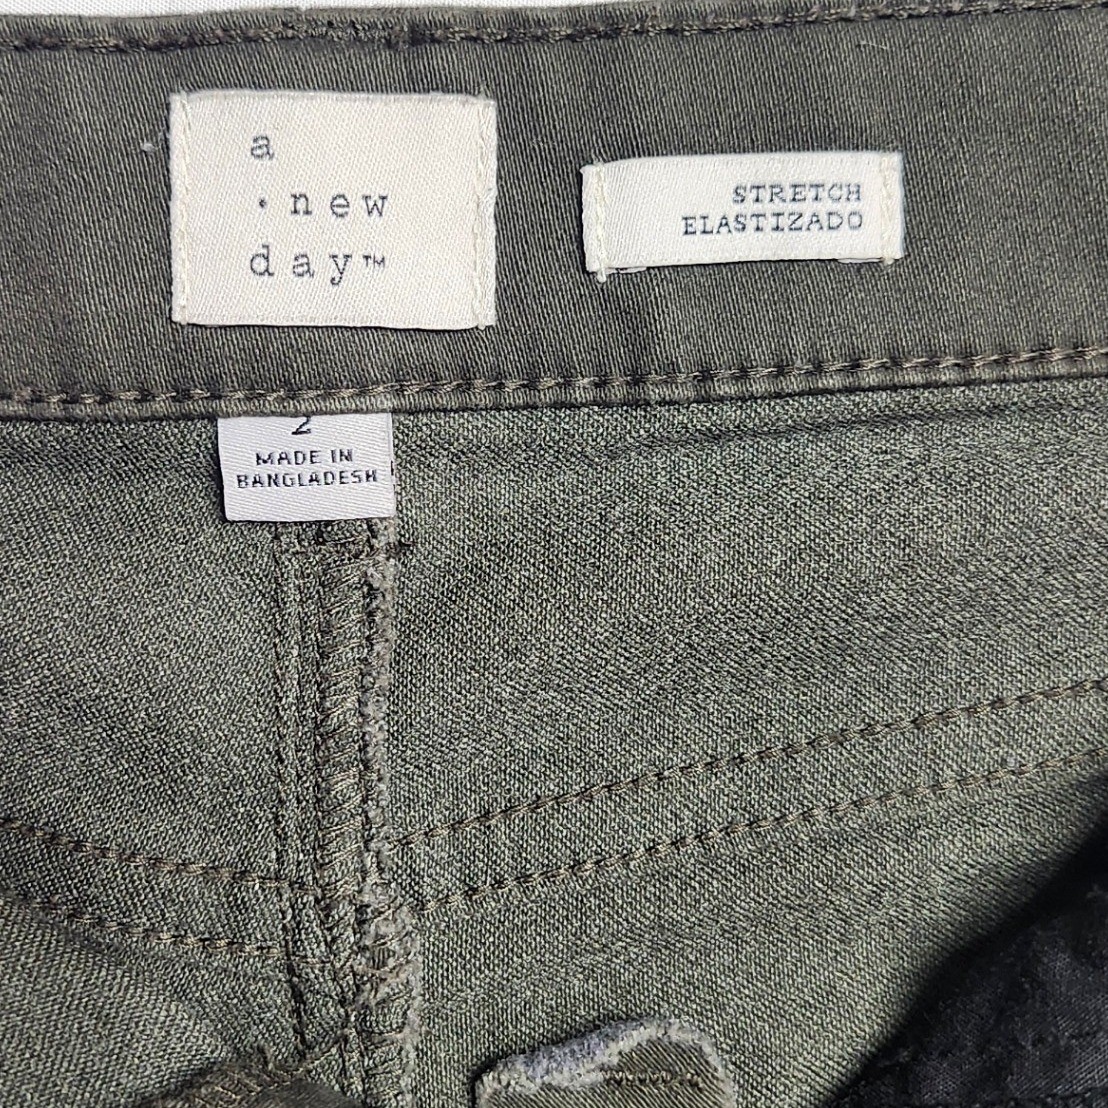 a
· new
day™
STRETCH
ELASTIZADO
2
MADE IN
BANGLADESH